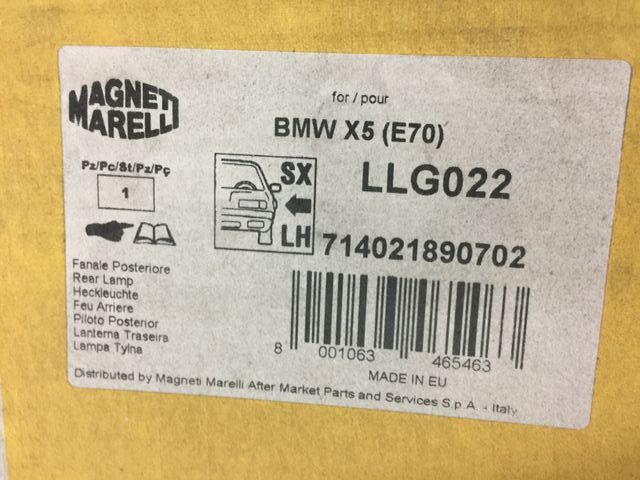 MAGNETI
MARELLI
for / pour
BMW X5 (E70)
Pz/Pc/St/Pz/Pç
1
SX
LH
LLG022
714021890702
Fanale Posteriore
Rear Lamp
Heckleuchte
Feu Arriere
Piloto Posterior
Lanterna Traseira
Lampa Tylna
8 001063 465463
MADE IN EU
Distributed by Magneti Marelli After Market Parts and Services S.p.A. - Italy